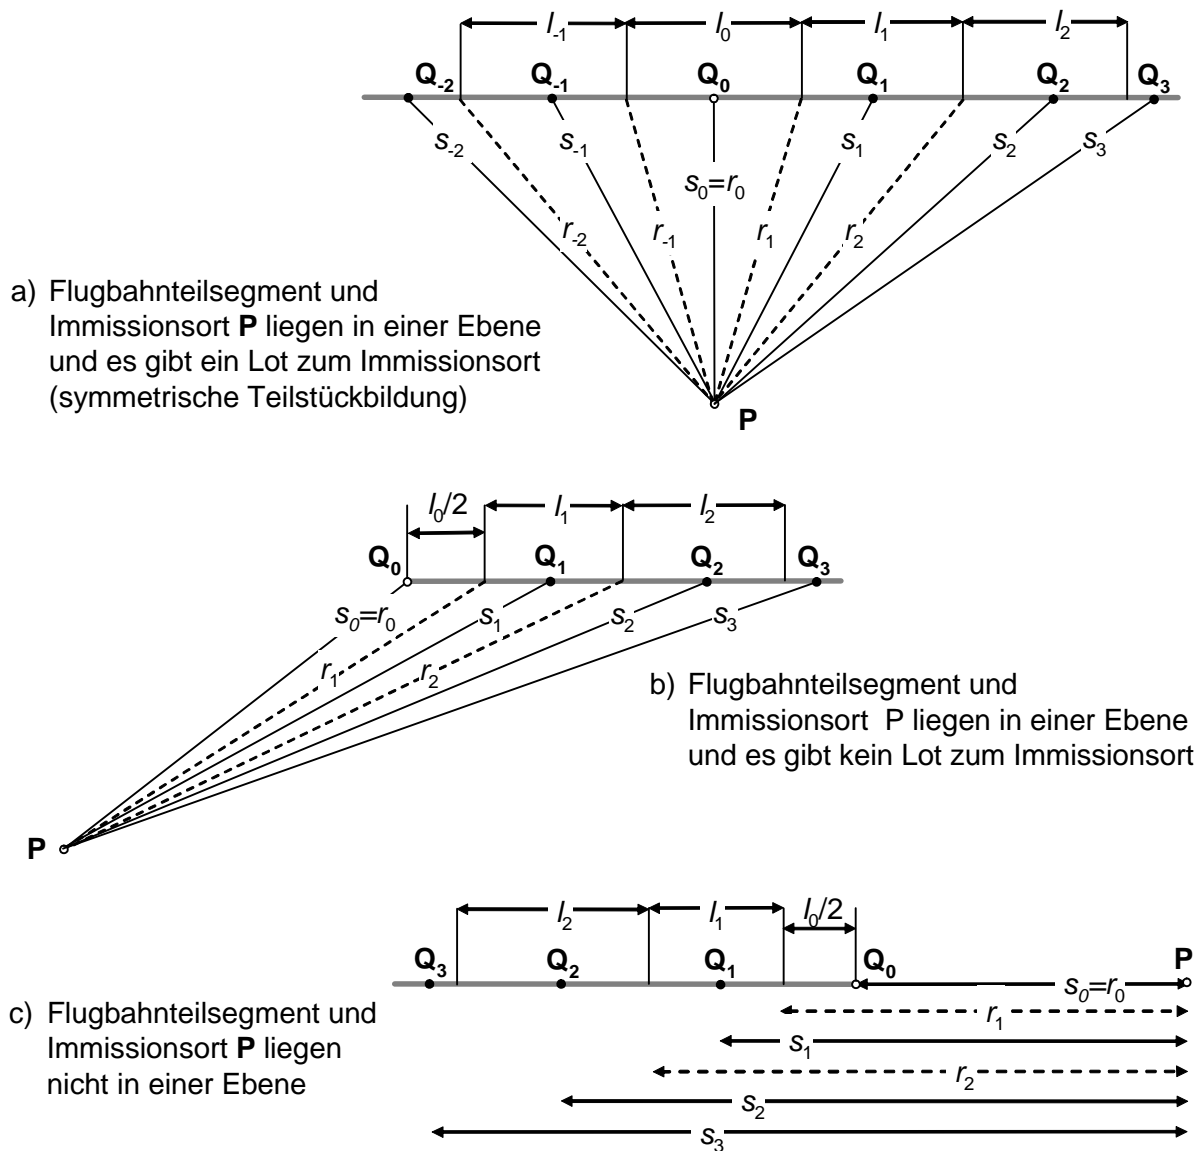 l-1 l0 l1 l2
Q-2 Q-1 Q0 Q1 Q2 Q3
s-2 s-1 s0=r0 s1 s2 s3
r-2 r-1 r1 r2
a) Flugbahnteilsegment und
Immissionsort P liegen in einer Ebene
und es gibt ein Lot zum Immissionsort
(symmetrische Teilstückbildung)
P
l0/2 l1 l2
Q0 Q1 Q2 Q3
s0=r0 s1 s2 s3
r1 r2
b) Flugbahnteilsegment und
Immissionsort P liegen in einer Ebene
und es gibt kein Lot zum Immissionsort
P
l2 l1 l0/2
Q3 Q2 Q1 Q0 P
s0=r0
c) Flugbahnteilsegment und
Immissionsort P liegen
nicht in einer Ebene
r1
s1
r2
s2
s3